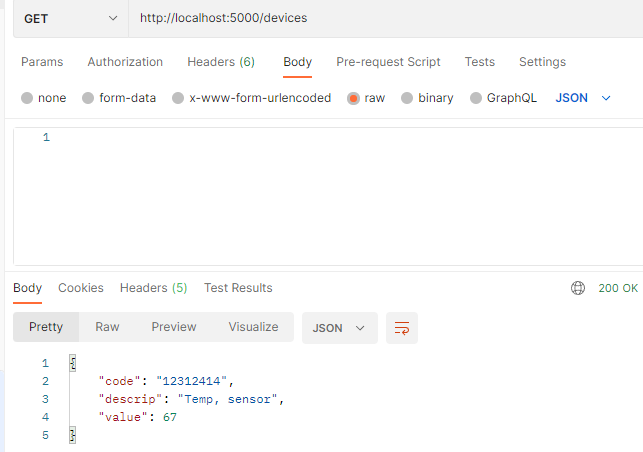 GET http://localhost:5000/devices
Params Authorization Headers (6) Body Pre-request Script Tests Settings
none form-data x-www-form-urlencoded raw binary GraphQL JSON
1
Body Cookies Headers (5) Test Results 200 OK
Pretty Raw Preview Visualize JSON
1 {
2 "code": "12312414",
3 "descrip": "Temp, sensor",
4 "value": 67
5 }